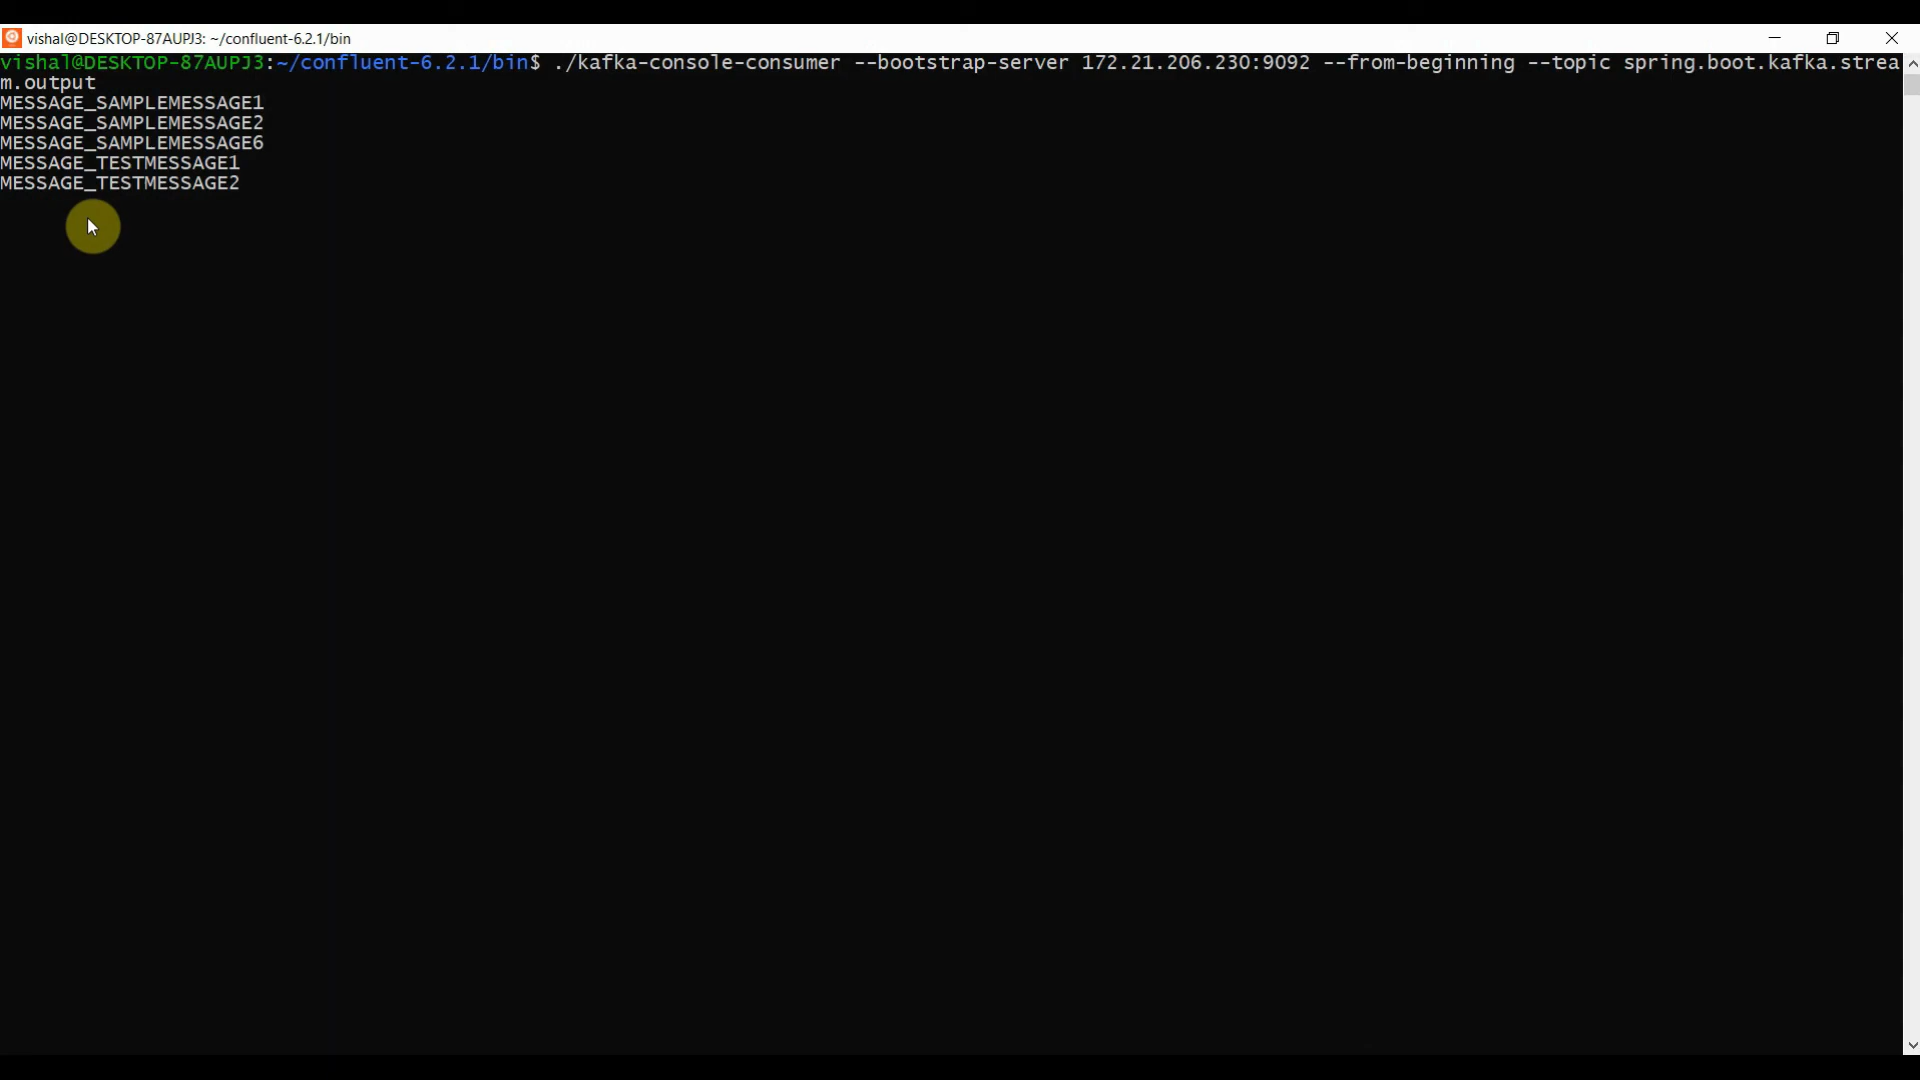 vishal@DESKTOP-87AUPJ3: ~/confluent-6.2.1/bin
vishal@DESKTOP-87AUPJ3:~/confluent-6.2.1/bin$ ./kafka-console-consumer --bootstrap-server 172.21.206.230:9092 --from-beginning --topic spring.boot.kafka.strea
m.output
MESSAGE_SAMPLEMESSAGE1
MESSAGE_SAMPLEMESSAGE2
MESSAGE_SAMPLEMESSAGE6
MESSAGE_TESTMESSAGE1
MESSAGE_TESTMESSAGE2